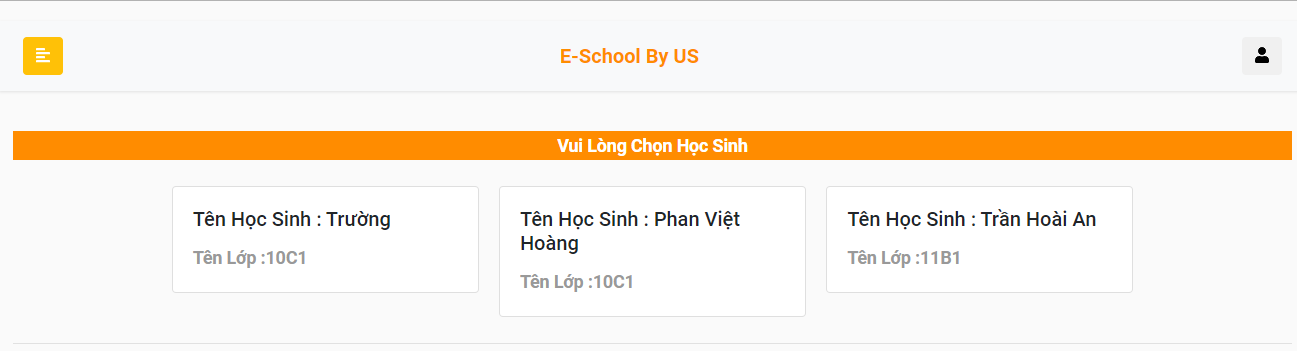 E-School By US
Vui Lòng Chọn Học Sinh
Tên Học Sinh : Trường
Tên Lớp :10C1
Tên Học Sinh : Phan Việt
Hoàng
Tên Lớp :10C1
Tên Học Sinh : Trần Hoài An
Tên Lớp :11B1